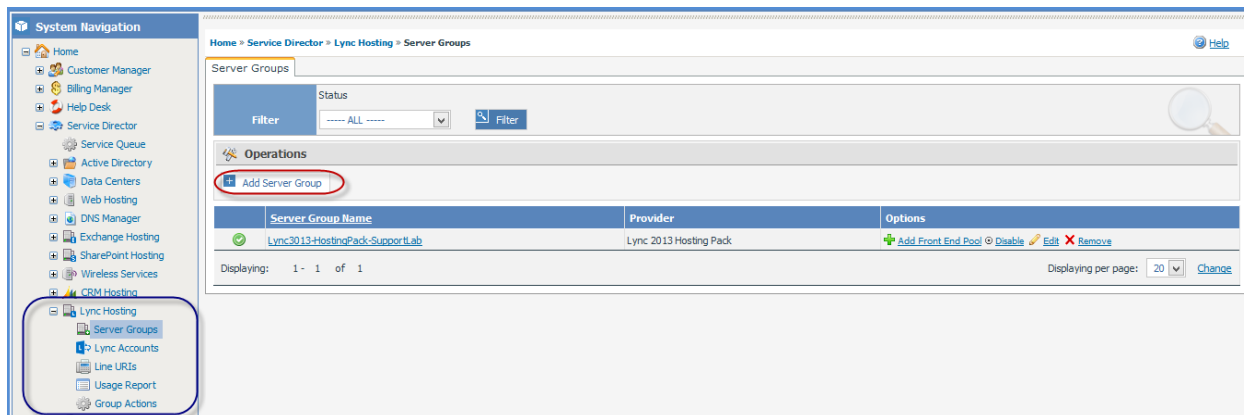 System Navigation
Home
Customer Manager
Billing Manager
Help Desk
Service Director
Service Queue
Active Directory
Data Centers
Web Hosting
DNS Manager
Exchange Hosting
SharePoint Hosting
Wireless Services
CRM Hosting
Lync Hosting
Server Groups
Lync Accounts
Line URIs
Usage Report
Group Actions
Home » Service Director » Lync Hosting » Server Groups
Help
Server Groups
Status
Filter ----- ALL ----- Filter
Operations
Add Server Group
Server Group Name Provider Options
Lync3013-HostingPack-SupportLab Lync 2013 Hosting Pack Add Front End Pool Disable Edit Remove
Displaying: 1 - 1 of 1 Displaying per page: 20 Change